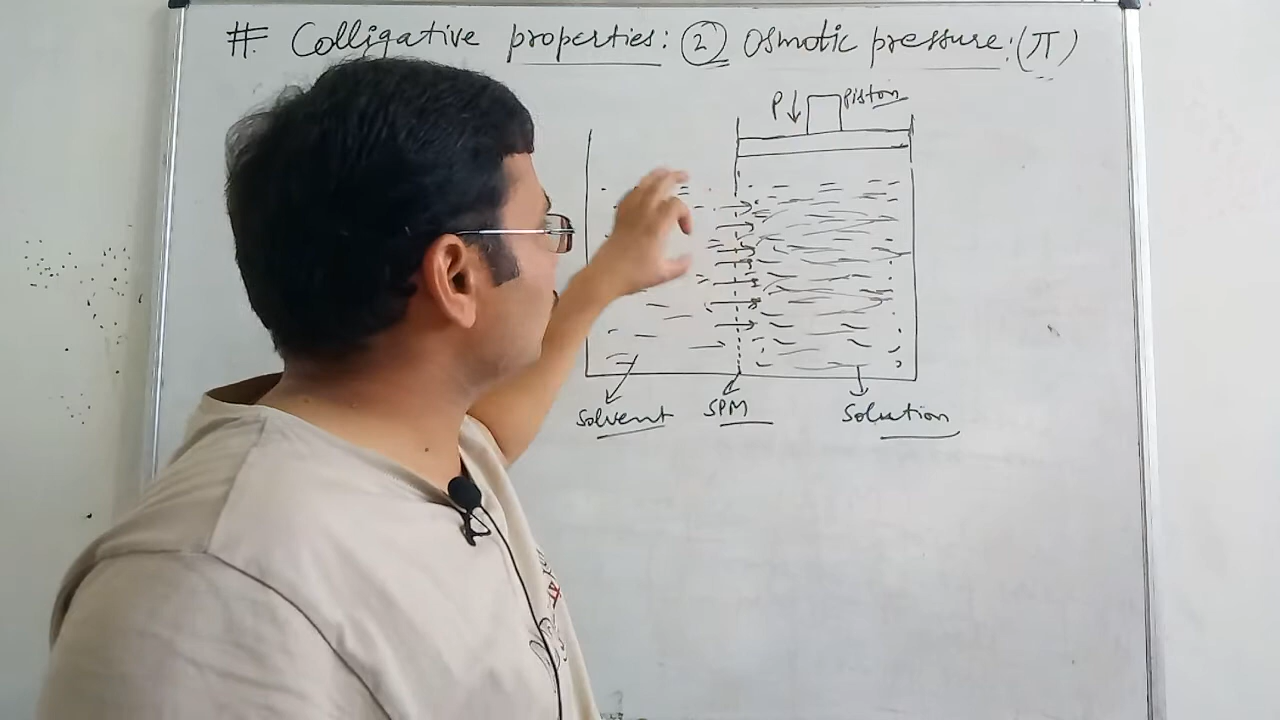 # Colligative properties: ② Osmotic pressure: (π)
P↓ piston
solvent SPM Solution